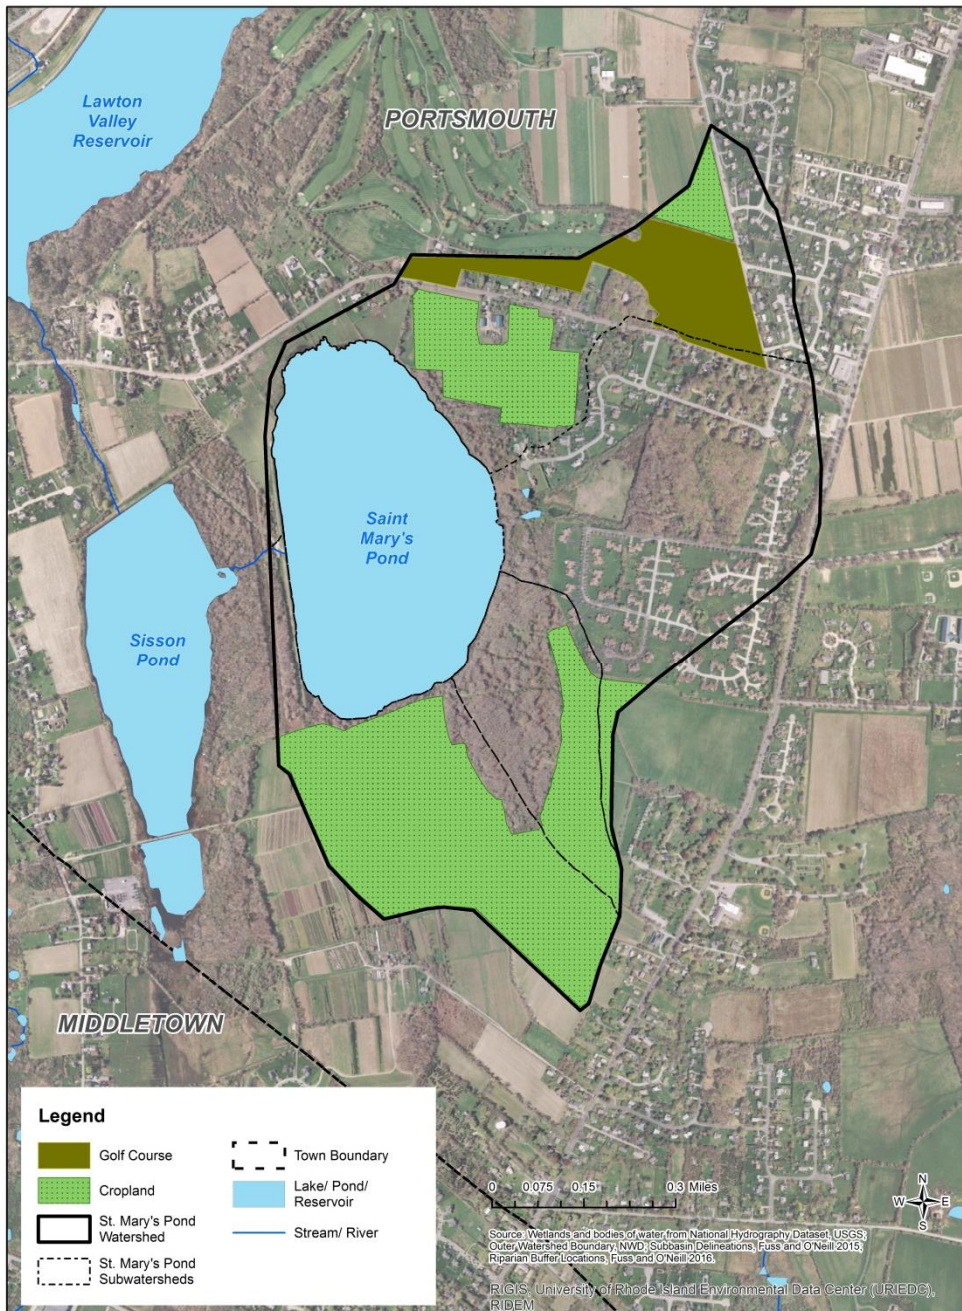 Lawton
Valley
Reservoir
PORTSMOUTH
Saint
Mary's
Pond
Sisson
Pond
MIDDLETOWN
Legend
Golf Course
Cropland
St. Mary's Pond
Watershed
St. Mary's Pond
Subwatersheds
Town Boundary
Lake/ Pond/
Reservoir
Stream/ River
0 0.075 0.15 0.3 Miles
N
W E
S
Source: Wetlands and bodies of water from National Hydrography Dataset, USGS;
Outer Watershed Boundary, NWD; Subbasin Delineations, Fuss and O'Neill 2015;
Riparian Buffer Locations, Fuss and O'Neill 2016.
RIGIS, University of Rhode Island Environmental Data Center (URIEDC),
RIDEM